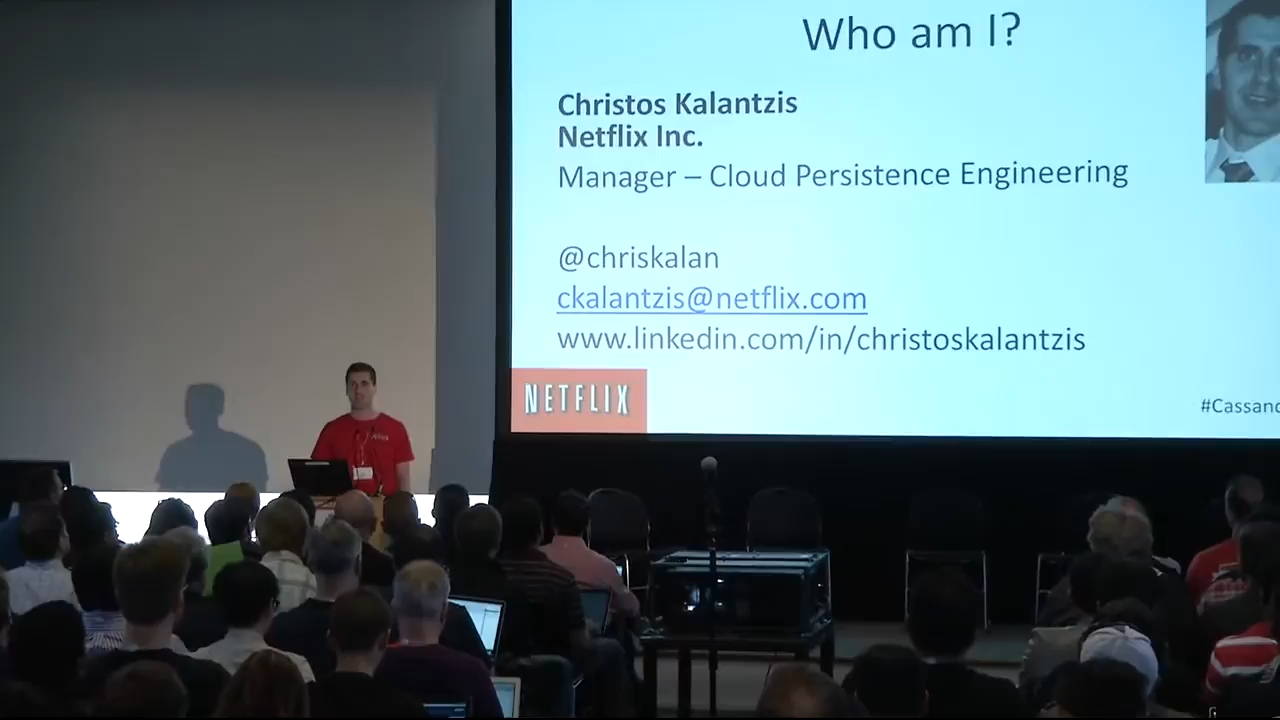 Who am I?
Christos Kalantzis
Netflix Inc.
Manager – Cloud Persistence Engineering
@chriskalan
ckalantzis@netflix.com
www.linkedin.com/in/christoskalantzis
NETFLIX